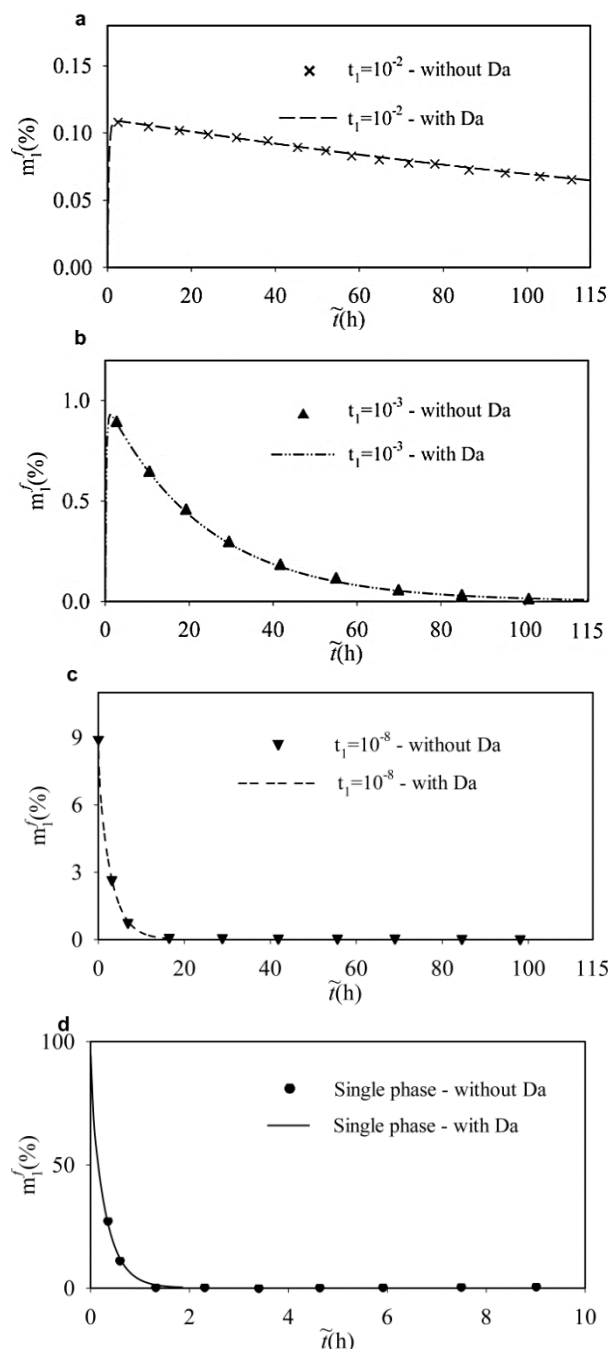 a
0.15
t₁=10⁻² - without Da
0.10
t₁=10⁻² - with Da
m₁ᶠ(%)
0.05
0.00
0 20 40 60 80 100 115
t̃(h)
b
1.0
t₁=10⁻³ - without Da
t₁=10⁻³ - with Da
m₁ᶠ(%)
0.5
0.0
0 20 40 60 80 100 115
t̃(h)
c
9
t₁=10⁻⁸ - without Da
t₁=10⁻⁸ - with Da
6
m₁ᶠ(%)
3
0
0 20 40 60 80 100 115
t̃(h)
d
100
Single phase - without Da
Single phase - with Da
m₁ᶠ(%)
50
0
0 2 4 6 8 10
t̃(h)